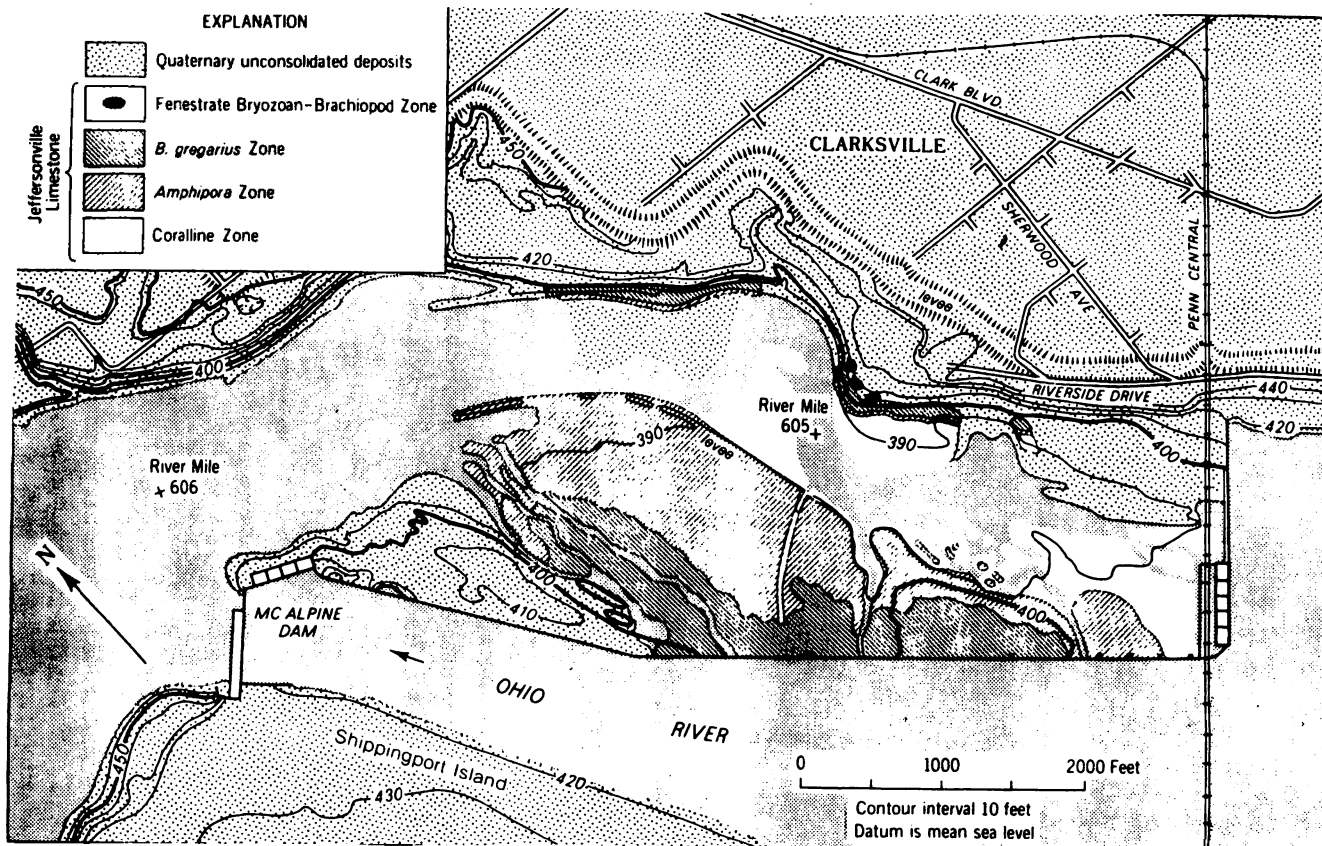 EXPLANATION
Quaternary unconsolidated deposits
Fenestrate Bryozoan-Brachiopod Zone
B. gregarius Zone
Amphipora Zone
Coralline Zone
Jeffersonville
Limestone
450
CLARK BLVD
CLARKSVILLE
SHERWOOD
AVE
PENN CENTRAL
420
450
levee
400
RIVERSIDE DRIVE
440
420
River Mile
605+
390
400
390
levee
River Mile
+ 606
N
400
410
400
MC ALPINE
DAM
OHIO
RIVER
Shippingport Island
450
420
430
0 1000 2000 Feet
Contour interval 10 feet
Datum is mean sea level